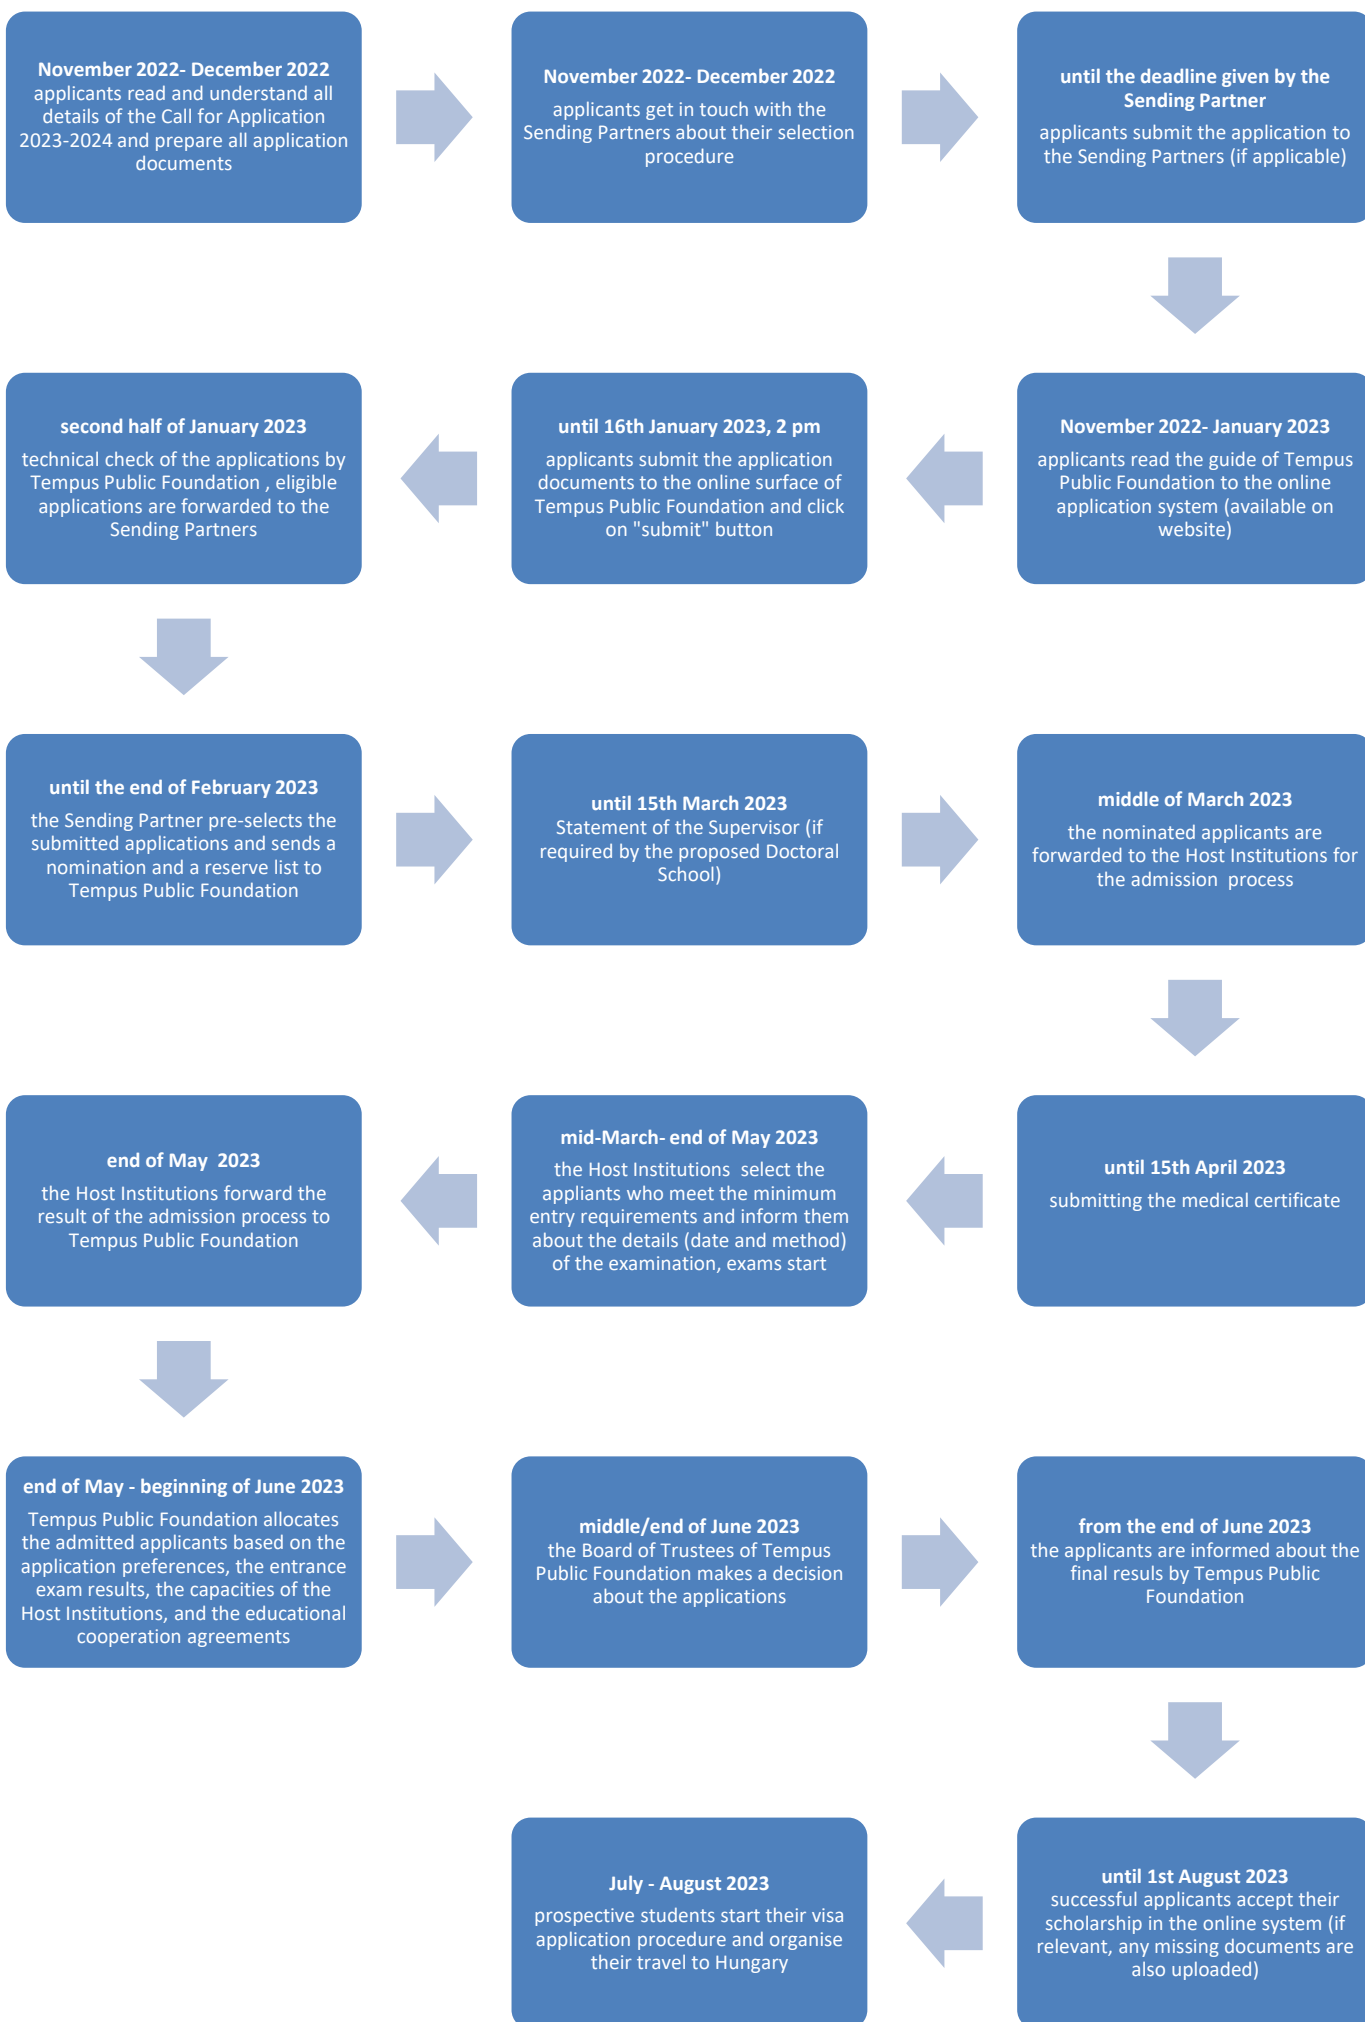 November 2022- December 2022
applicants read and understand all
details of the Call for Application
2023-2024 and prepare all application
documents
November 2022- December 2022
applicants get in touch with the
Sending Partners about their selection
procedure
until the deadline given by the
Sending Partner
applicants submit the application to
the Sending Partners (if applicable)
November 2022- January 2023
applicants read the guide of Tempus
Public Foundation to the online
application system (available on
website)
until 16th January 2023, 2 pm
applicants submit the application
documents to the online surface of
Tempus Public Foundation and click
on "submit" button
second half of January 2023
technical check of the applications by
Tempus Public Foundation , eligible
applications are forwarded to the
Sending Partners
until the end of February 2023
the Sending Partner pre-selects the
submitted applications and sends a
nomination and a reserve list to
Tempus Public Foundation
until 15th March 2023
Statement of the Supervisor (if
required by the proposed Doctoral
School)
middle of March 2023
the nominated applicants are
forwarded to the Host Institutions for
the admission process
until 15th April 2023
submitting the medical certificate
mid-March- end of May 2023
the Host Institutions select the
appliants who meet the minimum
entry requirements and inform them
about the details (date and method)
of the examination, exams start
end of May 2023
the Host Institutions forward the
result of the admission process to
Tempus Public Foundation
end of May - beginning of June 2023
Tempus Public Foundation allocates
the admitted applicants based on the
application preferences, the entrance
exam results, the capacities of the
Host Institutions, and the educational
cooperation agreements
middle/end of June 2023
the Board of Trustees of Tempus
Public Foundation makes a decision
about the applications
from the end of June 2023
the applicants are informed about the
final resuls by Tempus Public
Foundation
until 1st August 2023
successful applicants accept their
scholarship in the online system (if
relevant, any missing documents are
also uploaded)
July - August 2023
prospective students start their visa
application procedure and organise
their travel to Hungary